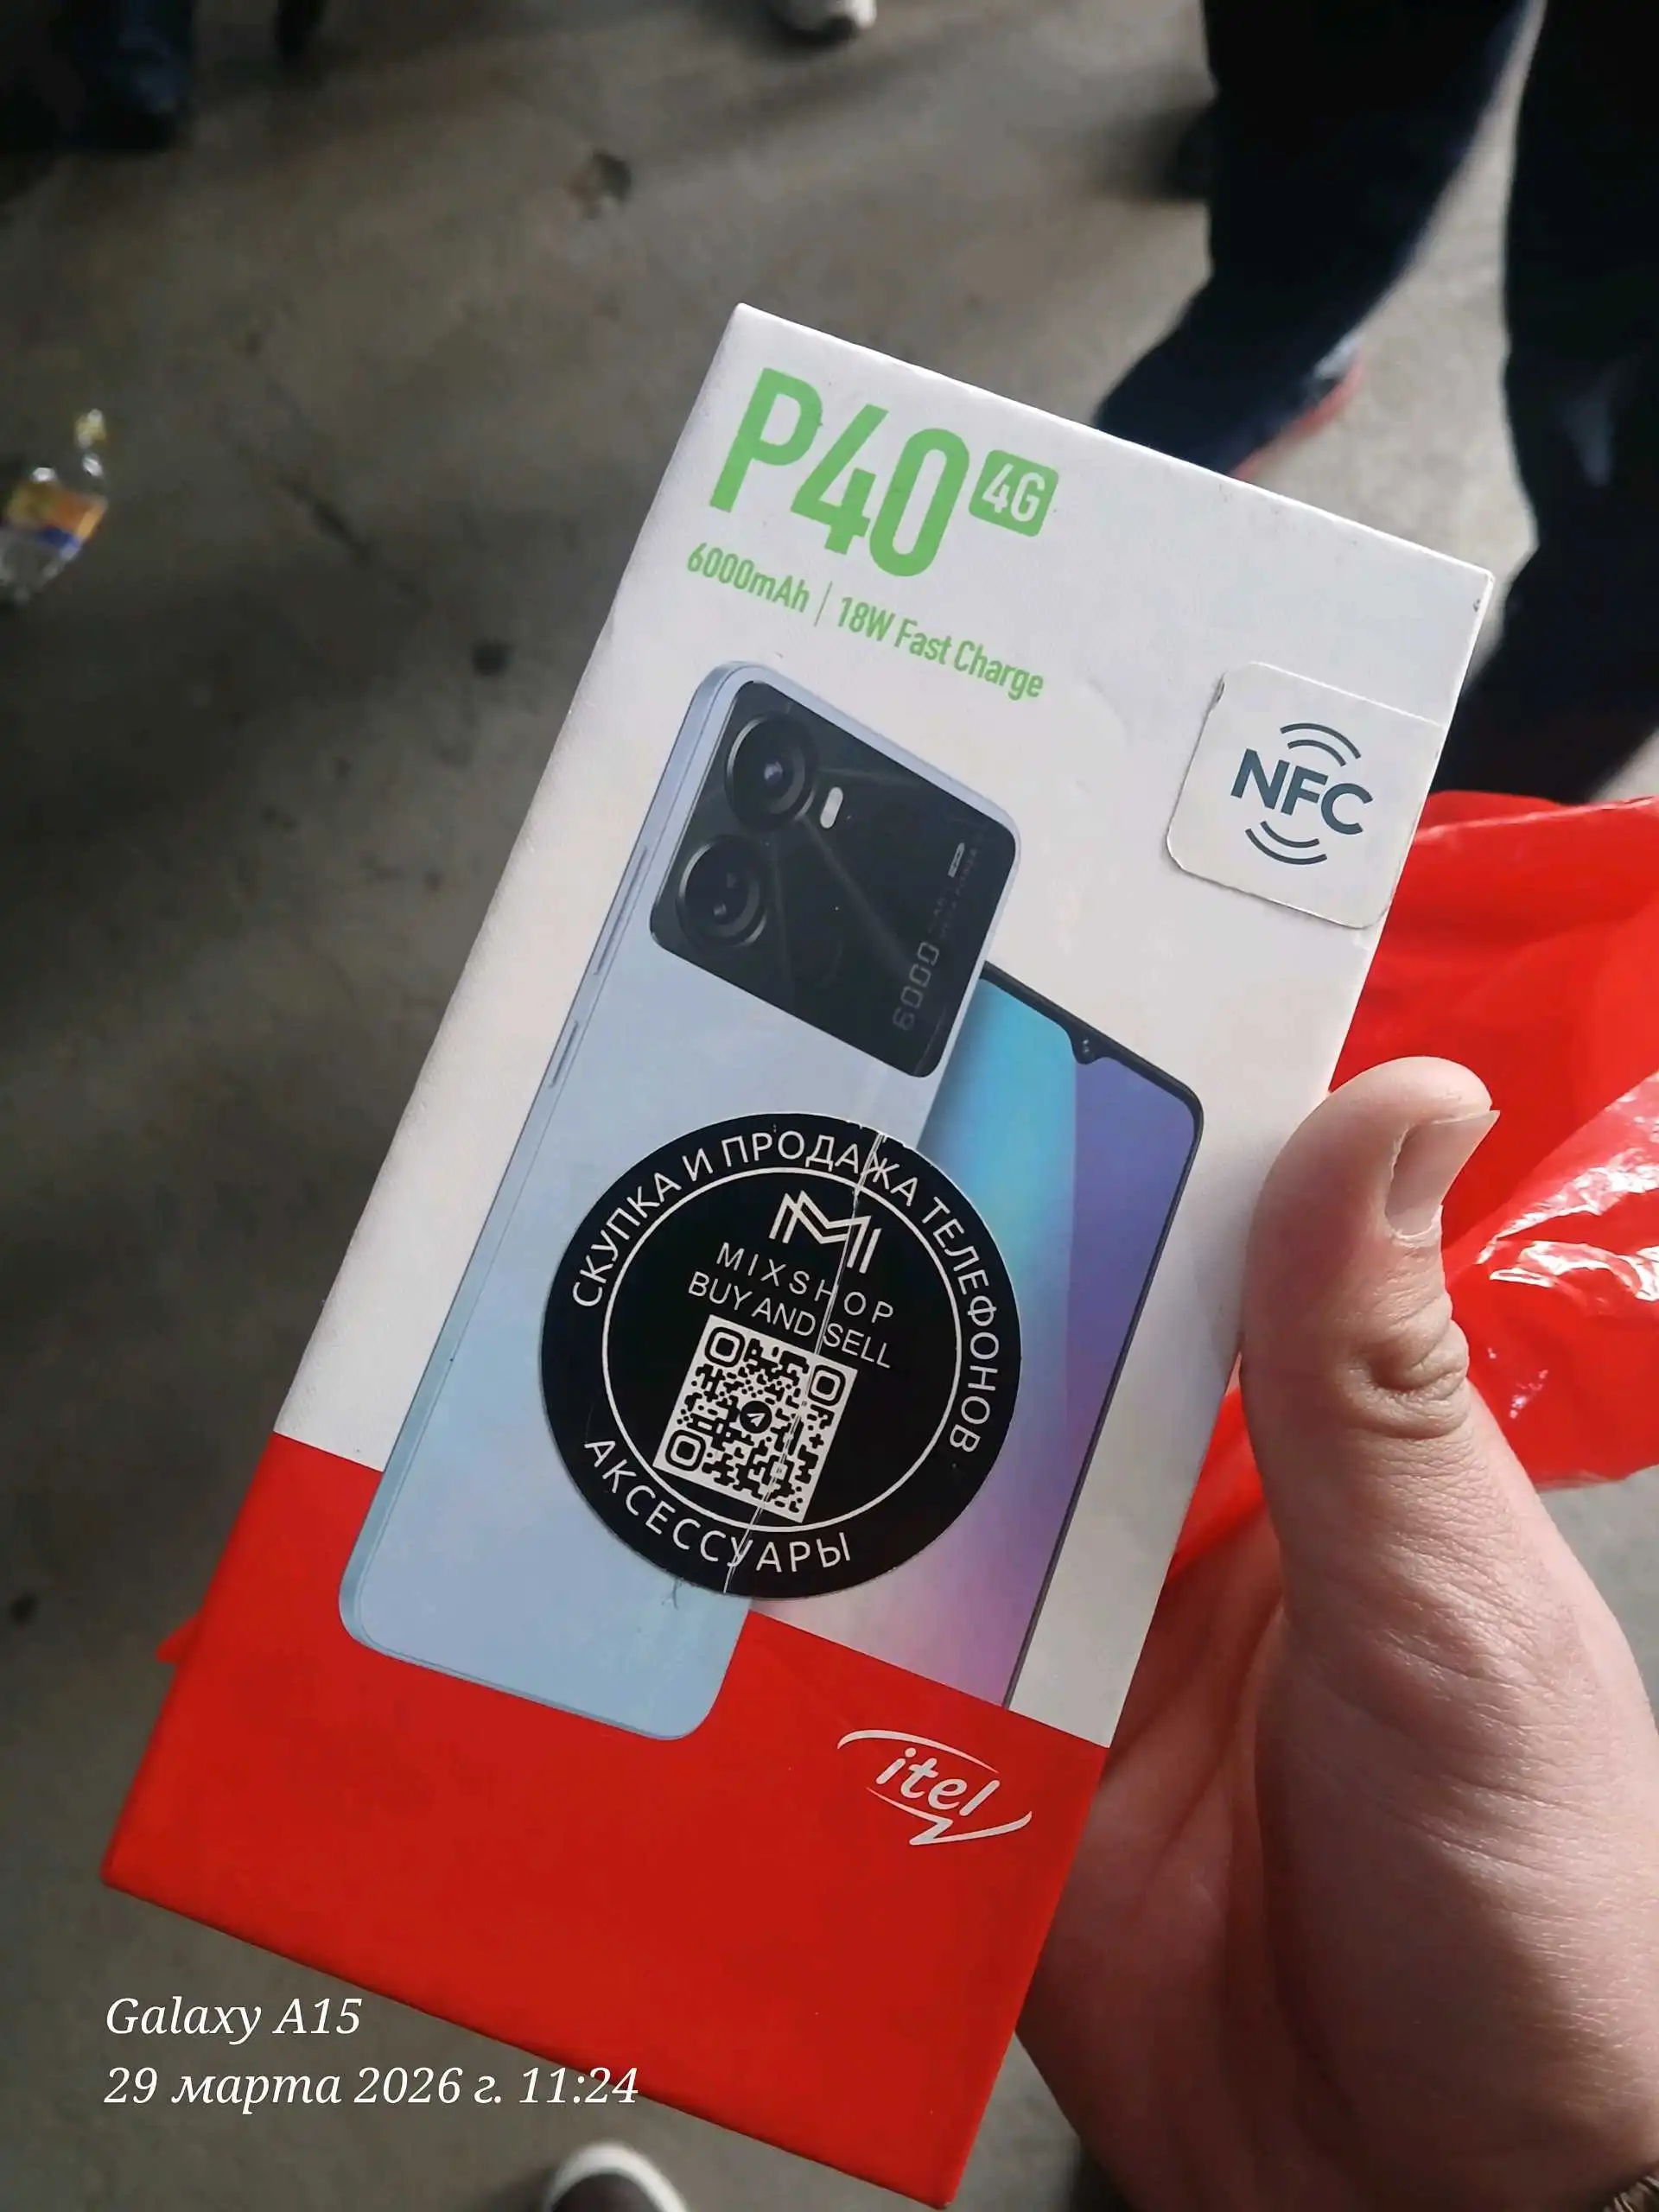 P40 4G
6000mAh | 18W Fast Charge
NFC
6000
СКУПКА И ПРОДАЖА ТЕЛЕФОНОВ
MIXSHOP
BUY AND SELL
АКСЕССУАРЫ
itel
Galaxy A15
29 марта 2026 г. 11:24